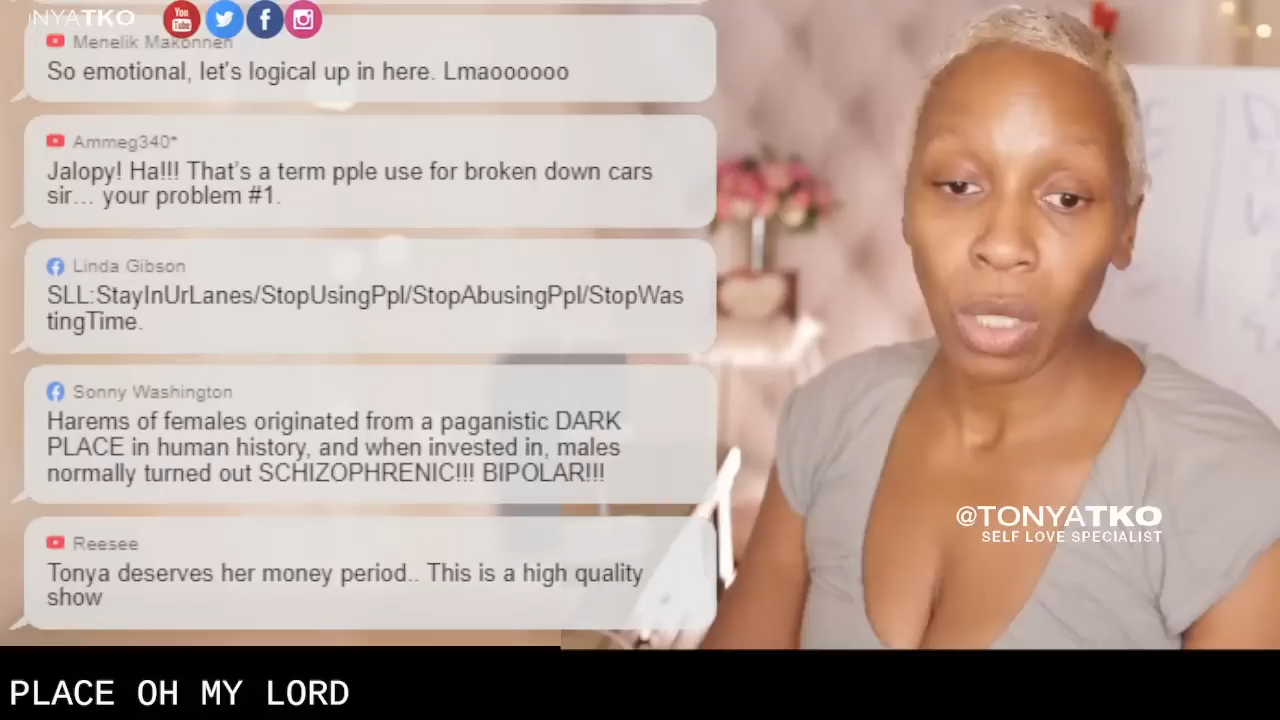 NYATKO
You
Tube
Menelik Makonnen
So emotional, let's logical up in here. Lmaoooooo
Ammeg340*
Jalopy! Ha!!! That's a term pple use for broken down cars
sir... your problem #1.
Linda Gibson
SLL:StayInUrLanes/StopUsingPpl/StopAbusingPpl/StopWas
tingTime.
Sonny Washington
Harems of females originated from a paganistic DARK
PLACE in human history, and when invested in, males
normally turned out SCHIZOPHRENIC!!! BIPOLAR!!!
Reesee
Tonya deserves her money period.. This is a high quality
show
@TONYATKO
SELF LOVE SPECIALIST
PLACE OH MY LORD